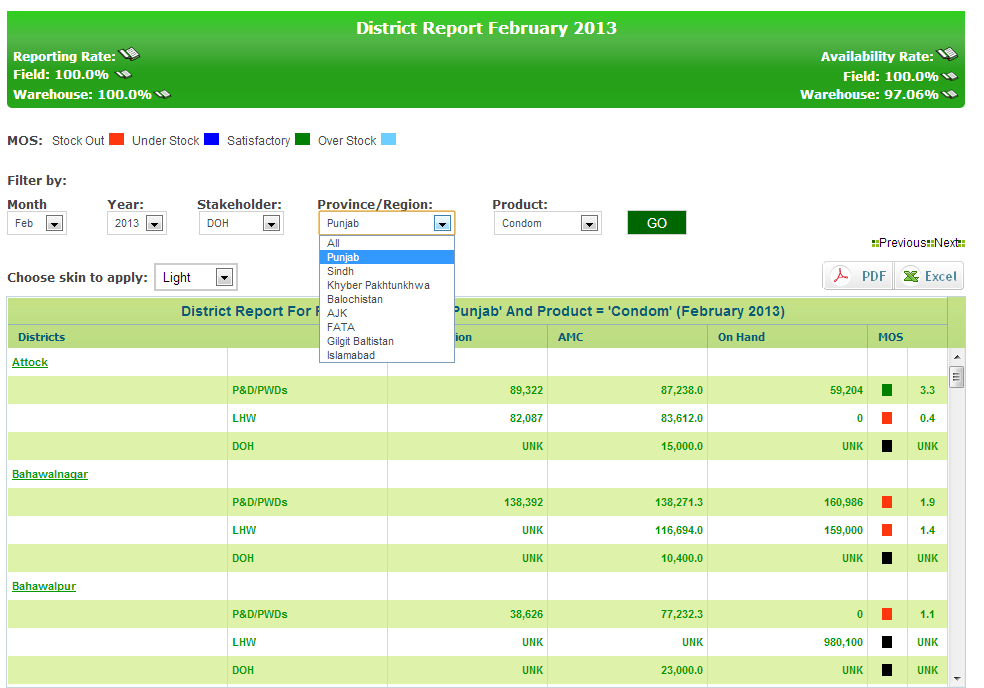 District Report February 2013
Reporting Rate:
Field: 100.0%
Warehouse: 100.0%
Availability Rate:
Field: 100.0%
Warehouse: 97.06%
MOS: Stock Out Under Stock Satisfactory Over Stock
Filter by:
Month Year: Stakeholder: Province/Region: Product:
Feb 2013 DOH Punjab Condom GO
All
Punjab
Sindh
Khyber Pakhtunkhwa
Balochistan
AJK
FATA
Gilgit Baltistan
Islamabad
Previous Next
Choose skin to apply: Light PDF Excel
District Report For Punjab' And Product = 'Condom' (February 2013)
Districts AMC On Hand MOS
Attock
P&D/PWDs 89,322 87,238.0 59,204 3.3
LHW 82,087 83,612.0 0 0.4
DOH UNK 15,000.0 UNK UNK
Bahawalnagar
P&D/PWDs 138,392 138,271.3 160,986 1.9
LHW UNK 116,694.0 159,000 1.4
DOH UNK 10,400.0 UNK UNK
Bahawalpur
P&D/PWDs 38,626 77,232.3 0 1.1
LHW UNK UNK 980,100 UNK
DOH UNK 23,000.0 UNK UNK